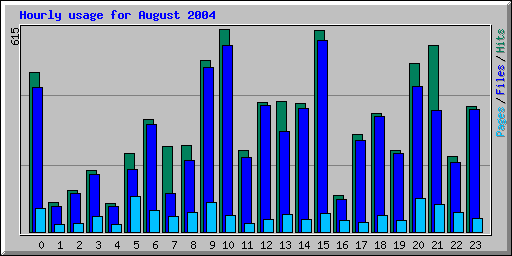 Hourly usage for August 2004
615
Pages / Files / Hits
0 1 2 3 4 5 6 7 8 9 10 11 12 13 14 15 16 17 18 19 20 21 22 23